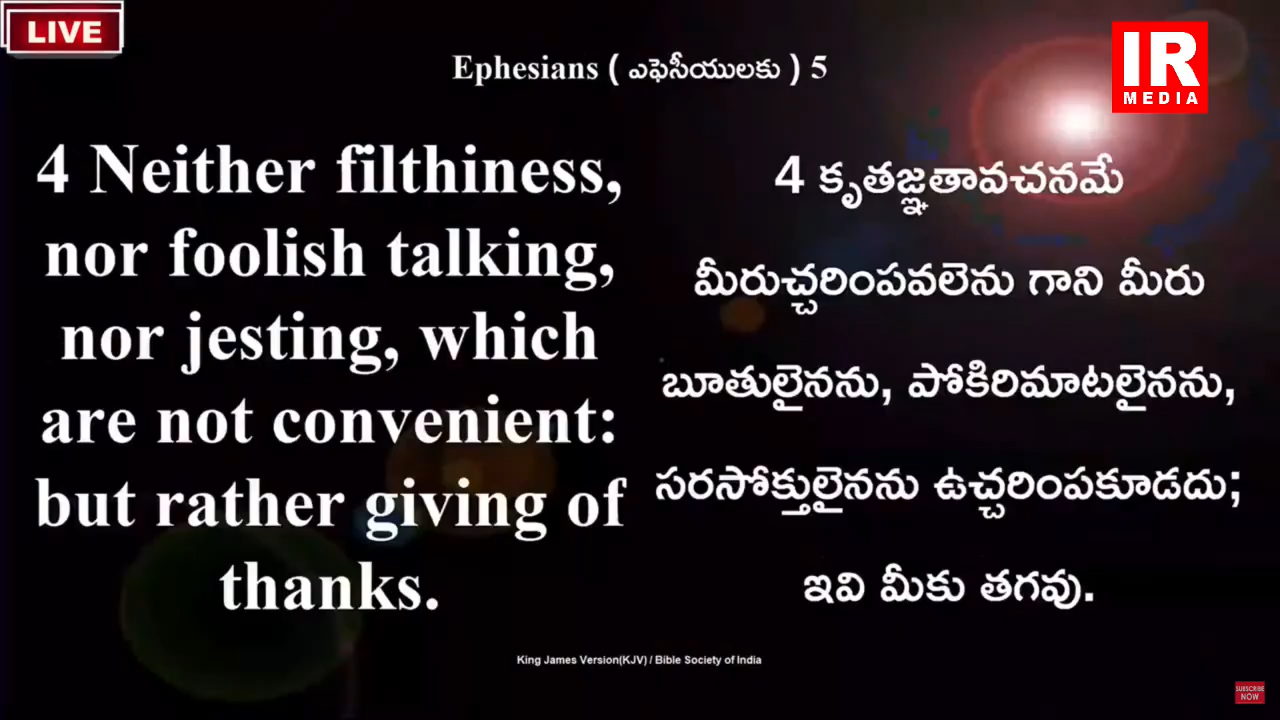 LIVE
IR
MEDIA
Ephesians ( ఎఫెసీయులకు ) 5
4 Neither filthiness,
nor foolish talking,
nor jesting, which
are not convenient:
but rather giving of
thanks.
4 కృతజ్ఞతావచనమే
మీరుచ్చరింపవలెను గాని మీరు
బూతులైనను, పోకిరిమాటలైనను,
సరసోక్తులైనను ఉచ్చరింపకూడదు;
ఇవి మీకు తగవు.
King James Version(KJV) / Bible Society of India
SUBSCRIBE
NOW